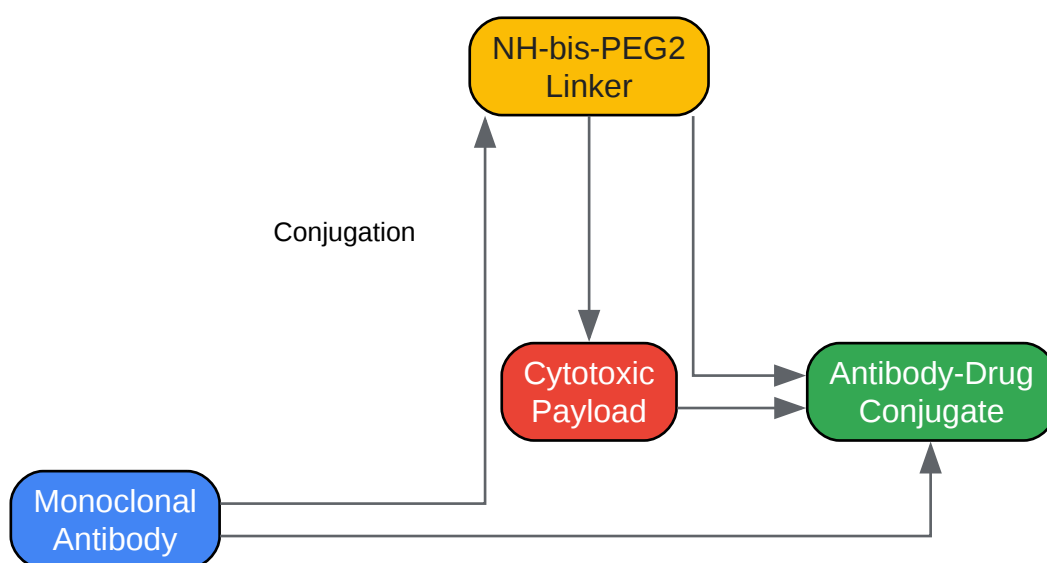 NH-bis-PEG2
Linker
Conjugation
Cytotoxic
Payload
Antibody-Drug
Conjugate
Monoclonal
Antibody